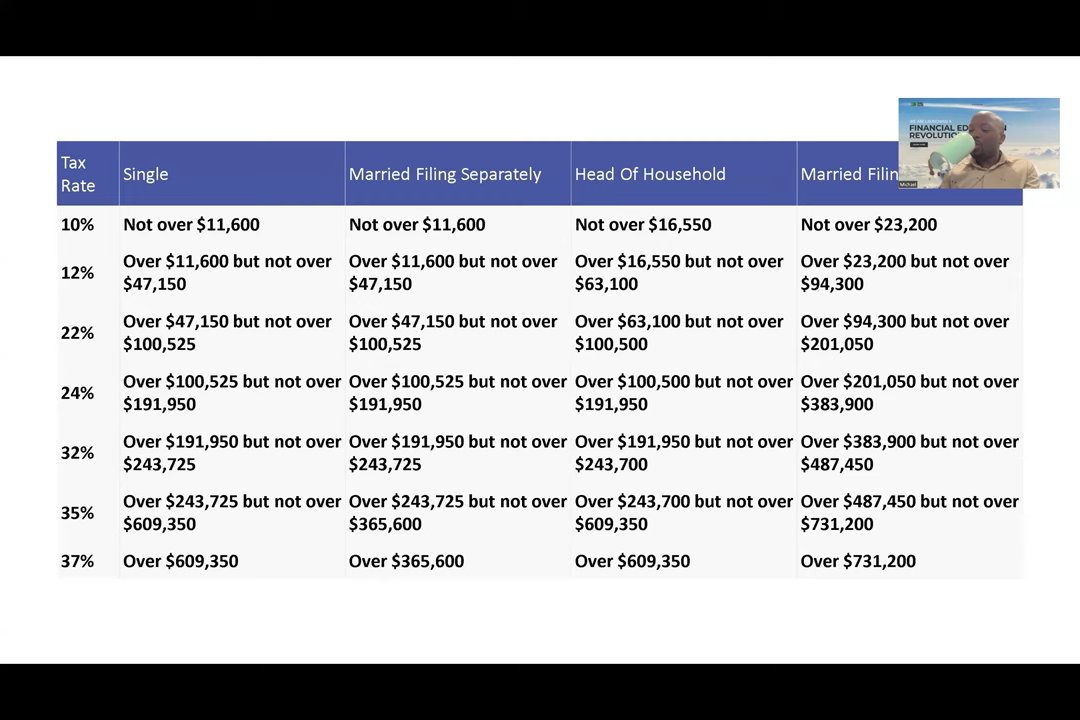 Tax
Rate
Single
Married Filing Separately
Head Of Household
Married
FINANCIAL
REVOLUTION
Michael
10%
Not over $11,600
Not over $11,600
Not over $16,550
Not over $23,200
12%
Over $11,600 but not over
$47,150
Over $11,600 but not over
$47,150
Over $16,550 but not over
$63,100
Over $23,200 but not over
$94,300
22%
Over $47,150 but not over
$100,525
Over $47,150 but not over
$100,525
Over $63,100 but not over
$100,500
Over $94,300 but not over
$201,050
24%
Over $100,525 but not over
$191,950
Over $100,525 but not over
$191,950
Over $100,500 but not over
$191,950
Over $201,050 but not over
$383,900
32%
Over $191,950 but not over
$243,725
Over $191,950 but not over
$243,725
Over $191,950 but not over
$243,700
Over $383,900 but not over
$487,450
35%
Over $243,725 but not over
$609,350
Over $243,725 but not over
$365,600
Over $243,700 but not over
$609,350
Over $487,450 but not over
$731,200
37%
Over $609,350
Over $365,600
Over $609,350
Over $731,200